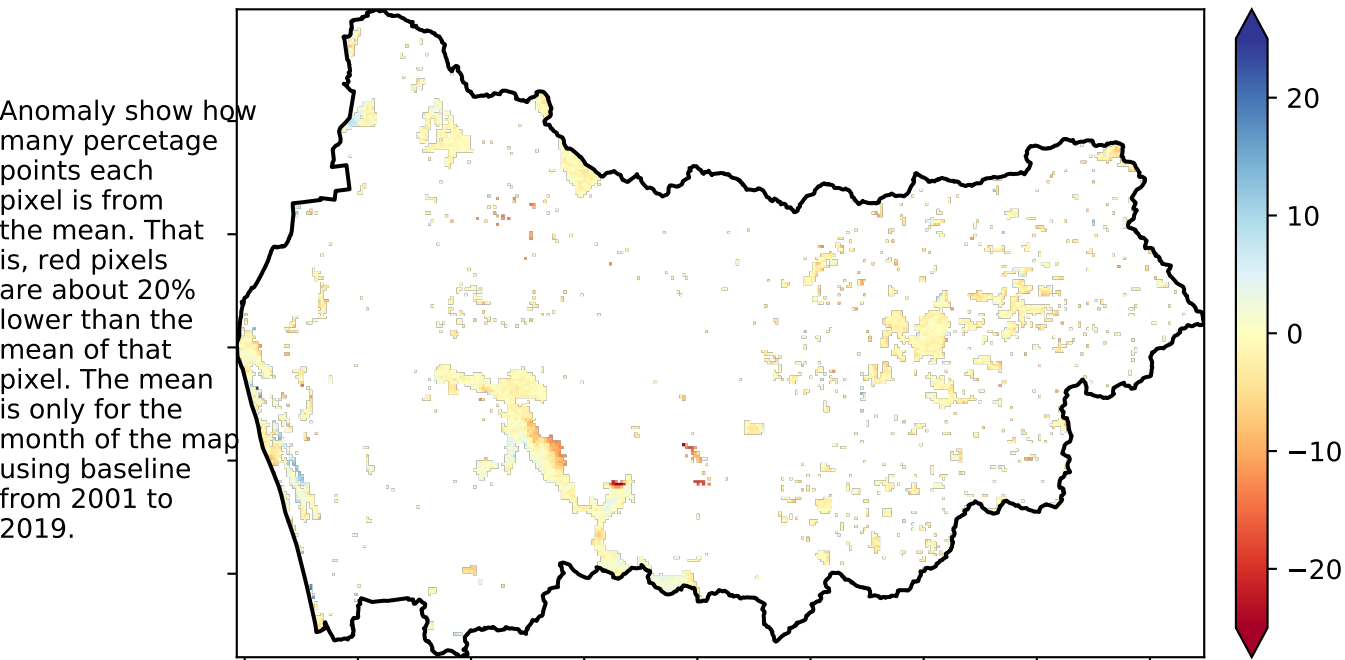 Anomaly show how
many percetage
points each
pixel is from
the mean. That
is, red pixels
are about 20%
lower than the
mean of that
pixel. The mean
is only for the
month of the map
using baseline
from 2001 to
2019.
20
10
0
−10
−20